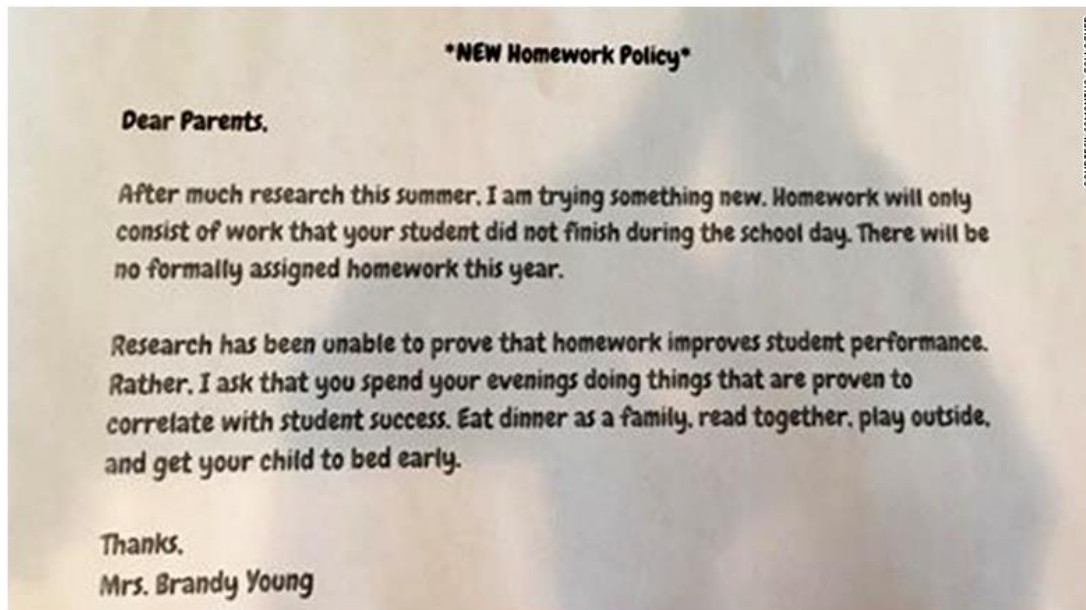 *NEW Homework Policy*
Dear Parents,
After much research this summer, I am trying something new. Homework will only
consist of work that your student did not finish during the school day. There will be
no formally assigned homework this year.
Research has been unable to prove that homework improves student performance.
Rather, I ask that you spend your evenings doing things that are proven to
correlate with student success. Eat dinner as a family, read together, play outside,
and get your child to bed early.
Thanks,
Mrs. Brandy Young